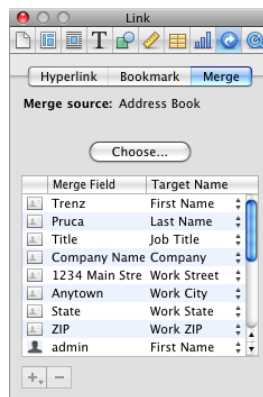 Link
T
Hyperlink Bookmark Merge
Merge source: Address Book
Choose...
Merge Field Target Name
Trenz First Name
Pruca Last Name
Title Job Title
Company Name Company
1234 Main Stre Work Street
Anytown Work City
State Work State
ZIP Work ZIP
admin First Name